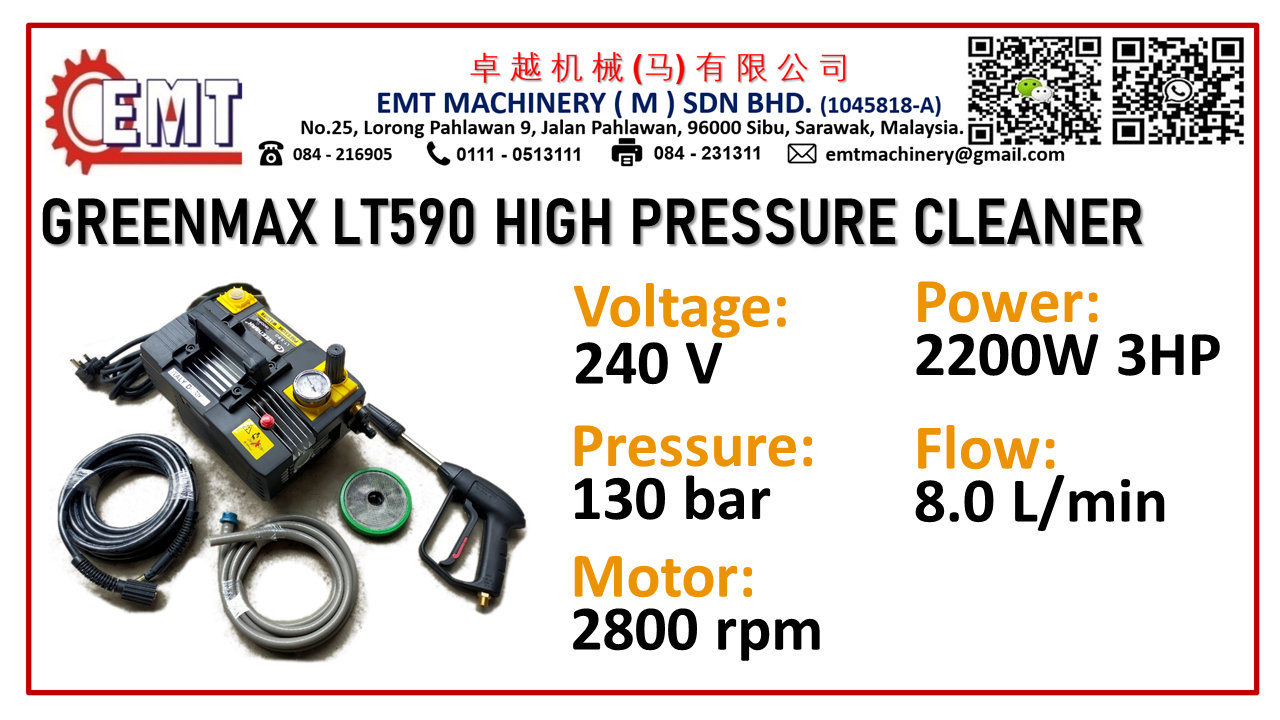 EMT
卓越机械(马)有限公司
EMT MACHINERY ( M ) SDN BHD. (1045818-A)
No.25, Lorong Pahlawan 9, Jalan Pahlawan, 96000 Sibu, Sarawak, Malaysia.
084 - 216905 0111 - 0513111 084 - 231311 emtmachinery@gmail.com
GREENMAX LT590 HIGH PRESSURE CLEANER
Voltage: Power:
240 V 2200W 3HP
Pressure: Flow:
130 bar 8.0 L/min
Motor:
2800 rpm